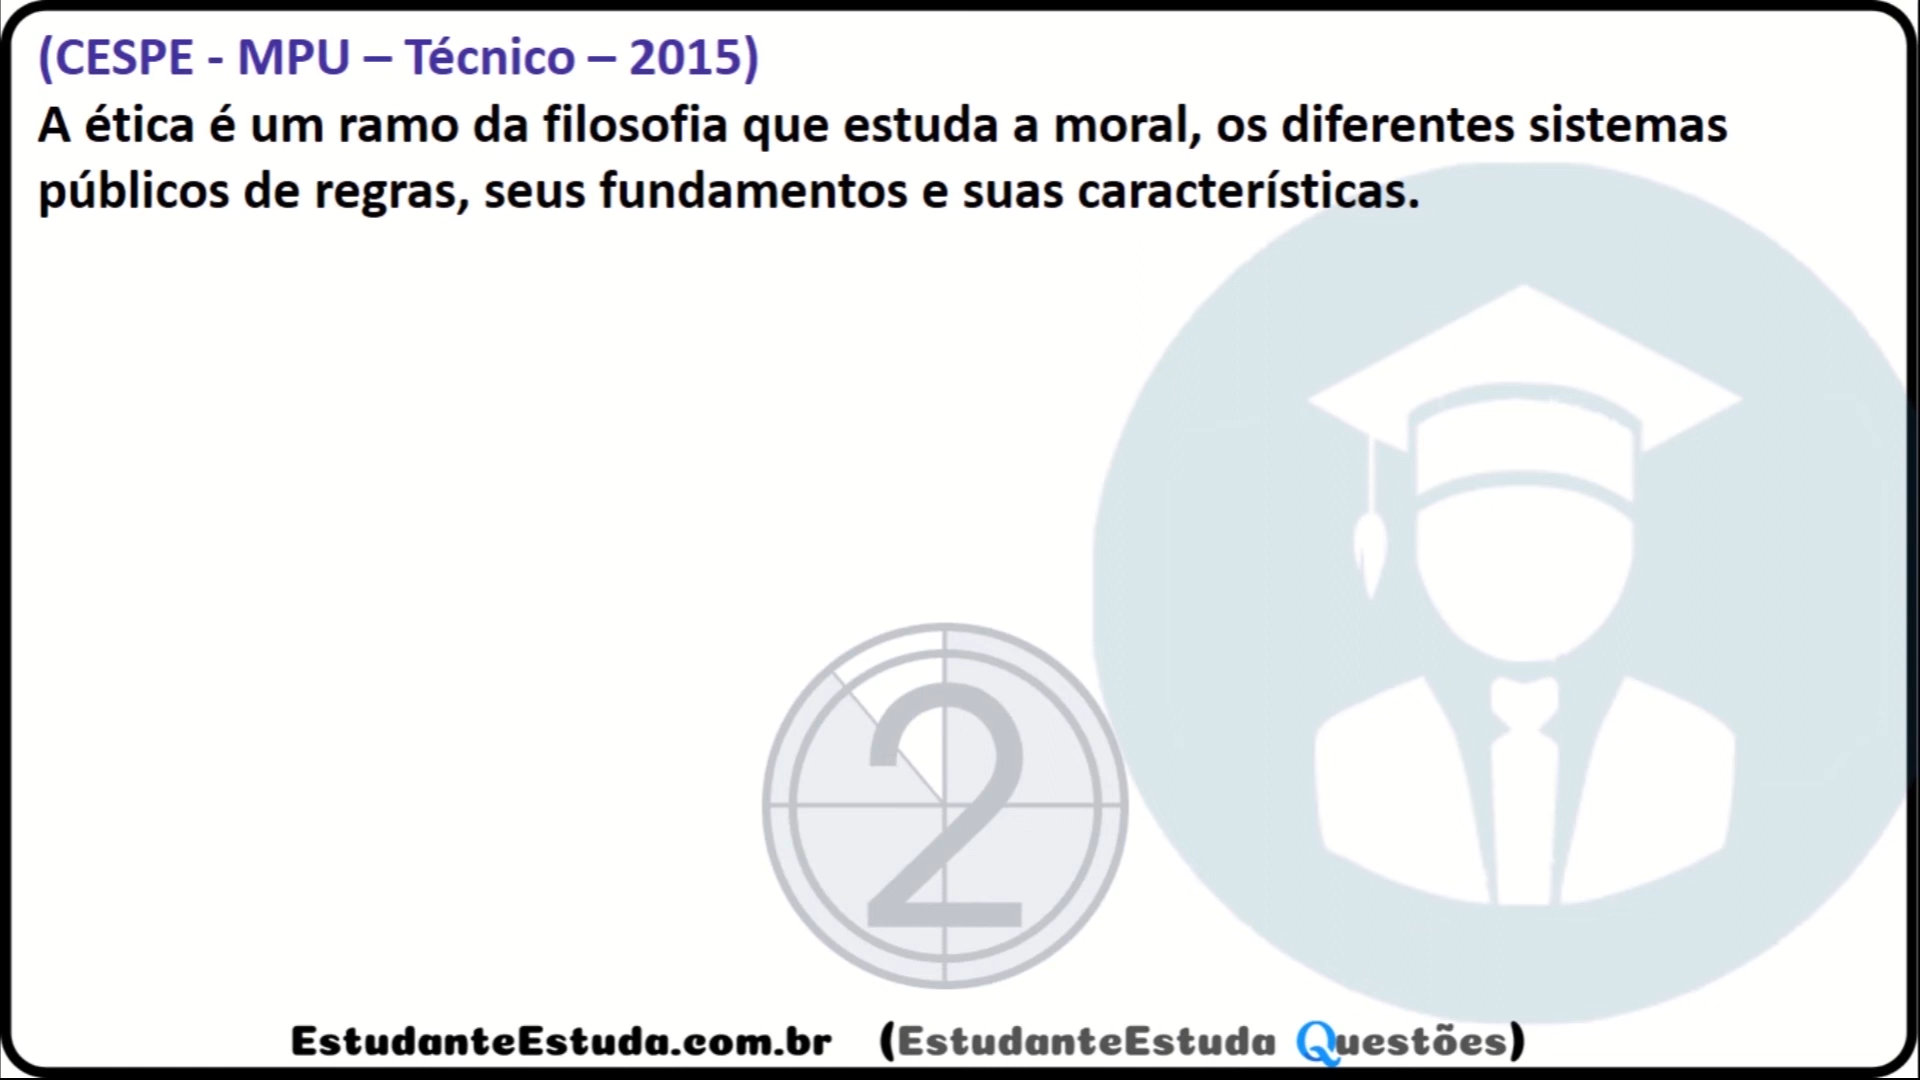 (CESPE - MPU – Técnico – 2015)
A ética é um ramo da filosofia que estuda a moral, os diferentes sistemas
públicos de regras, seus fundamentos e suas características.
2
EstudanteEstuda.com.br (EstudanteEstuda Questões)